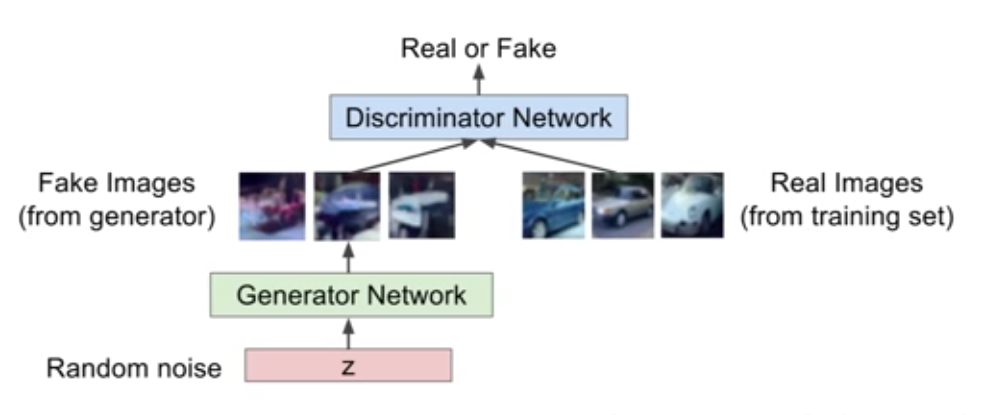 Real or Fake
Discriminator Network
Fake Images
(from generator)
Real Images
(from training set)
Generator Network
Random noise
z